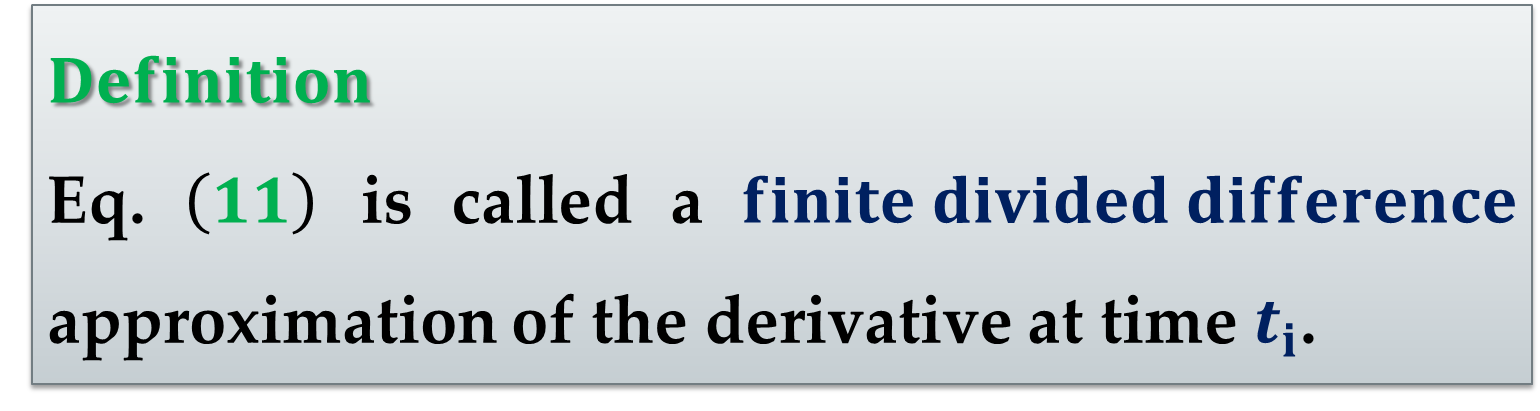 Definition
Eq. (11) is called a finite divided difference
approximation of the derivative at time tᵢ.